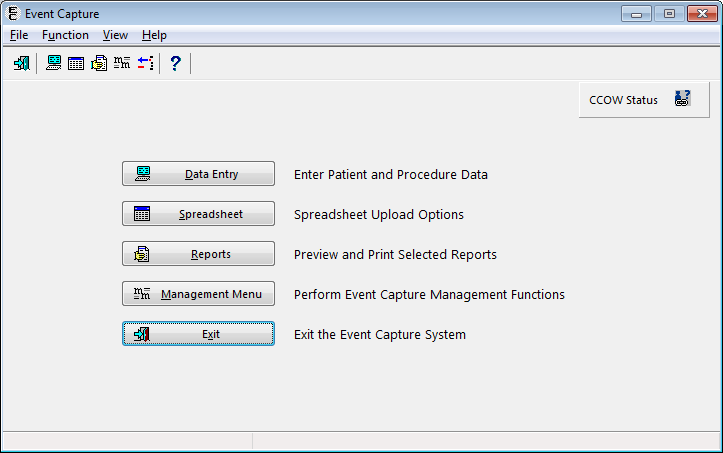 Event Capture
File Function View Help
CCOW Status
Data Entry Enter Patient and Procedure Data
Spreadsheet Spreadsheet Upload Options
Reports Preview and Print Selected Reports
Management Menu Perform Event Capture Management Functions
Exit Exit the Event Capture System